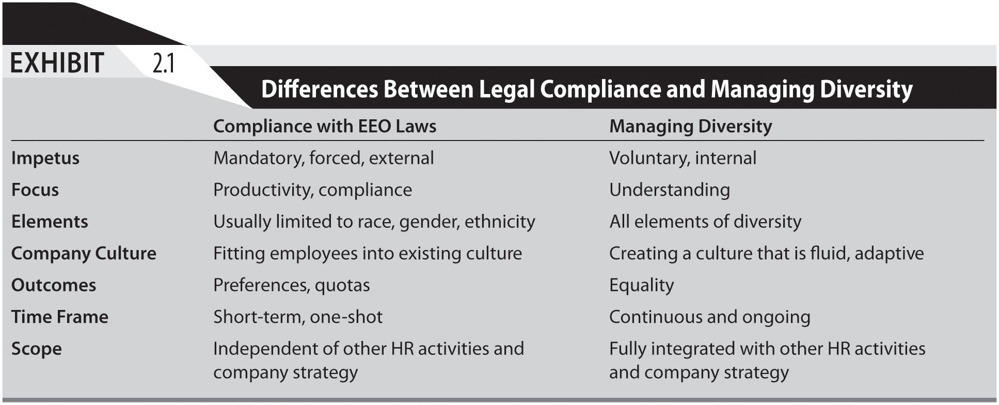 EXHIBIT 2.1
Differences Between Legal Compliance and Managing Diversity
Compliance with EEO Laws Managing Diversity
Impetus Mandatory, forced, external Voluntary, internal
Focus Productivity, compliance Understanding
Elements Usually limited to race, gender, ethnicity All elements of diversity
Company Culture Fitting employees into existing culture Creating a culture that is fluid, adaptive
Outcomes Preferences, quotas Equality
Time Frame Short-term, one-shot Continuous and ongoing
Scope Independent of other HR activities and Fully integrated with other HR activities
company strategy and company strategy